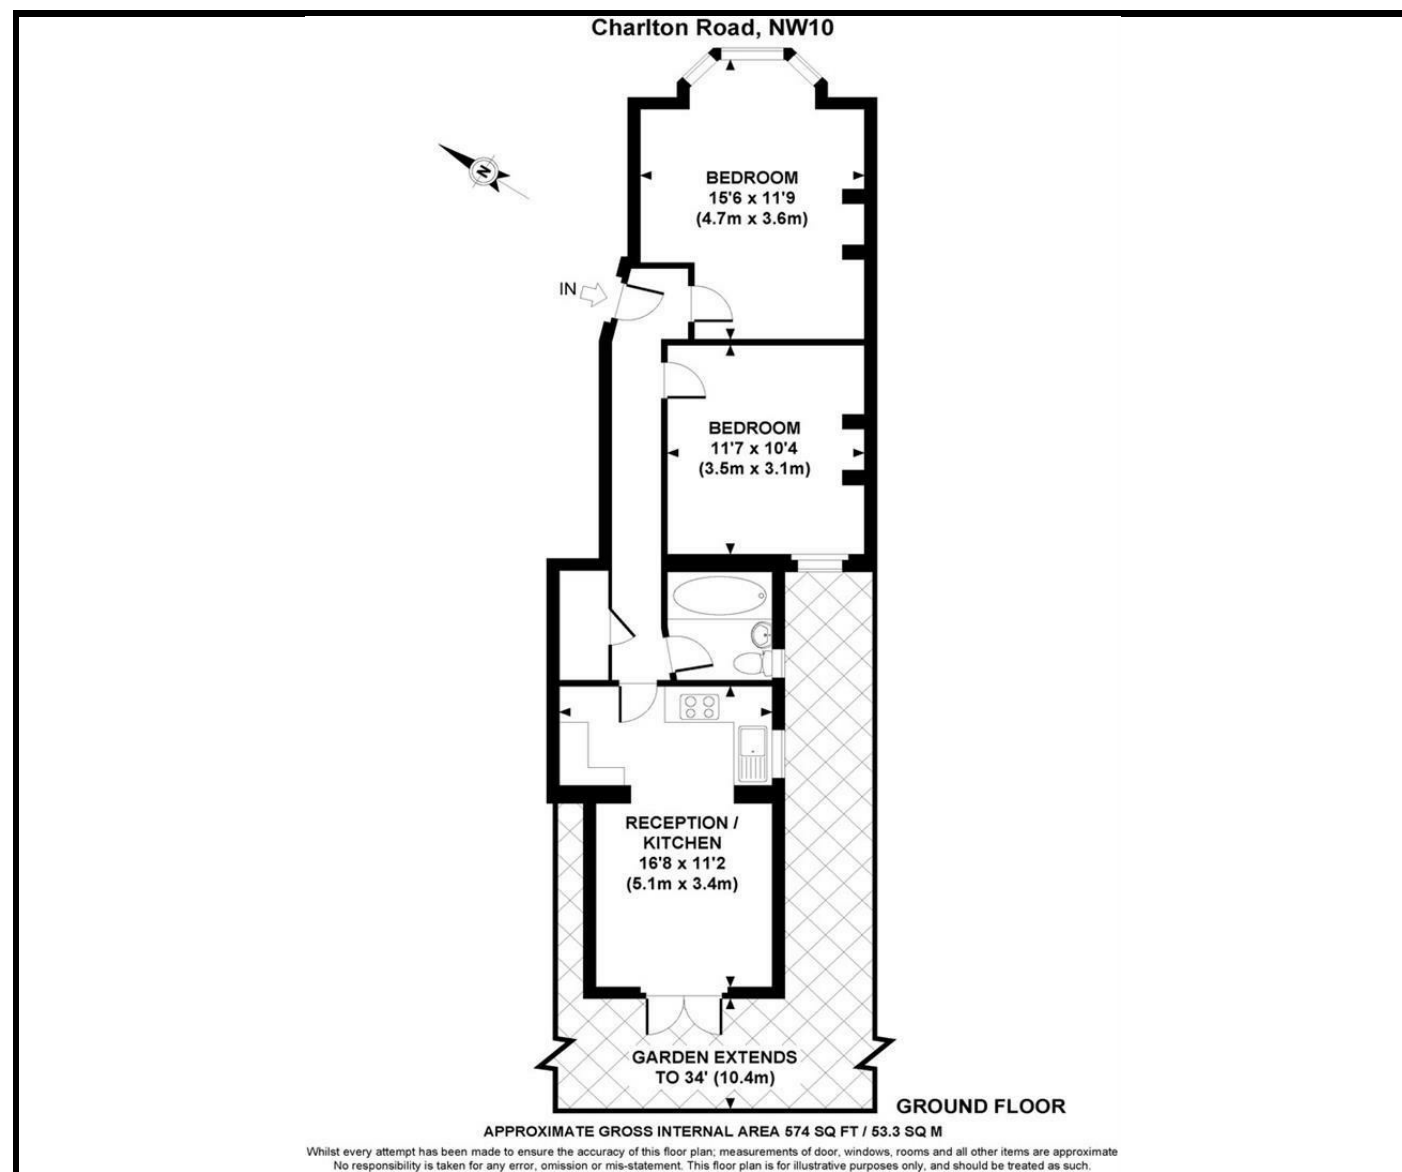 Charlton Road, NW10
N
BEDROOM
15'6 x 11'9
(4.7m x 3.6m)
IN
BEDROOM
11'7 x 10'4
(3.5m x 3.1m)
RECEPTION /
KITCHEN
16'8 x 11'2
(5.1m x 3.4m)
GARDEN EXTENDS
TO 34' (10.4m)
GROUND FLOOR
APPROXIMATE GROSS INTERNAL AREA 574 SQ FT / 53.3 SQ M
Whilst every attempt has been made to ensure the accuracy of this floor plan; measurements of door, windows, rooms and all other items are approximate
No responsibility is taken for any error, omission or mis-statement. This floor plan is for illustrative purposes only, and should be treated as such.